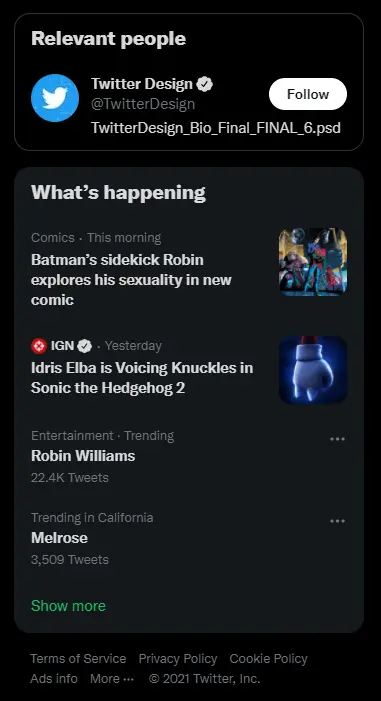 Relevant people
Twitter Design
@TwitterDesign
Follow
TwitterDesign_Bio_Final_FINAL_6.psd
What’s happening
Comics · This morning
Batman’s sidekick Robin
explores his sexuality in new
comic
IGN · Yesterday
Idris Elba is Voicing Knuckles in
Sonic the Hedgehog 2
Entertainment · Trending
Robin Williams
22.4K Tweets
Trending in California
Melrose
3,509 Tweets
Show more
Terms of Service Privacy Policy Cookie Policy
Ads info More ··· © 2021 Twitter, Inc.